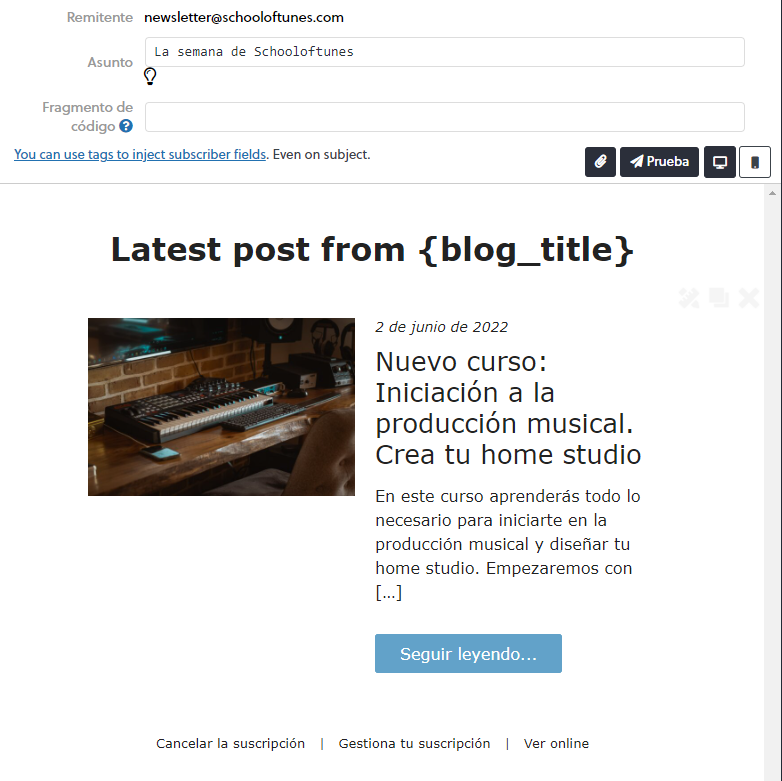 Remitente newsletter@schooloftunes.com
Asunto La semana de Schooloftunes
Fragmento de
código ?
You can use tags to inject subscriber fields. Even on subject.
Prueba
Latest post from {blog_title}
2 de junio de 2022
Nuevo curso:
Iniciación a la
producción musical.
Crea tu home studio
En este curso aprenderás todo lo
necesario para iniciarte en la
producción musical y diseñar tu
home studio. Empezaremos con
[…]
Seguir leyendo...
Cancelar la suscripción | Gestiona tu suscripción | Ver online